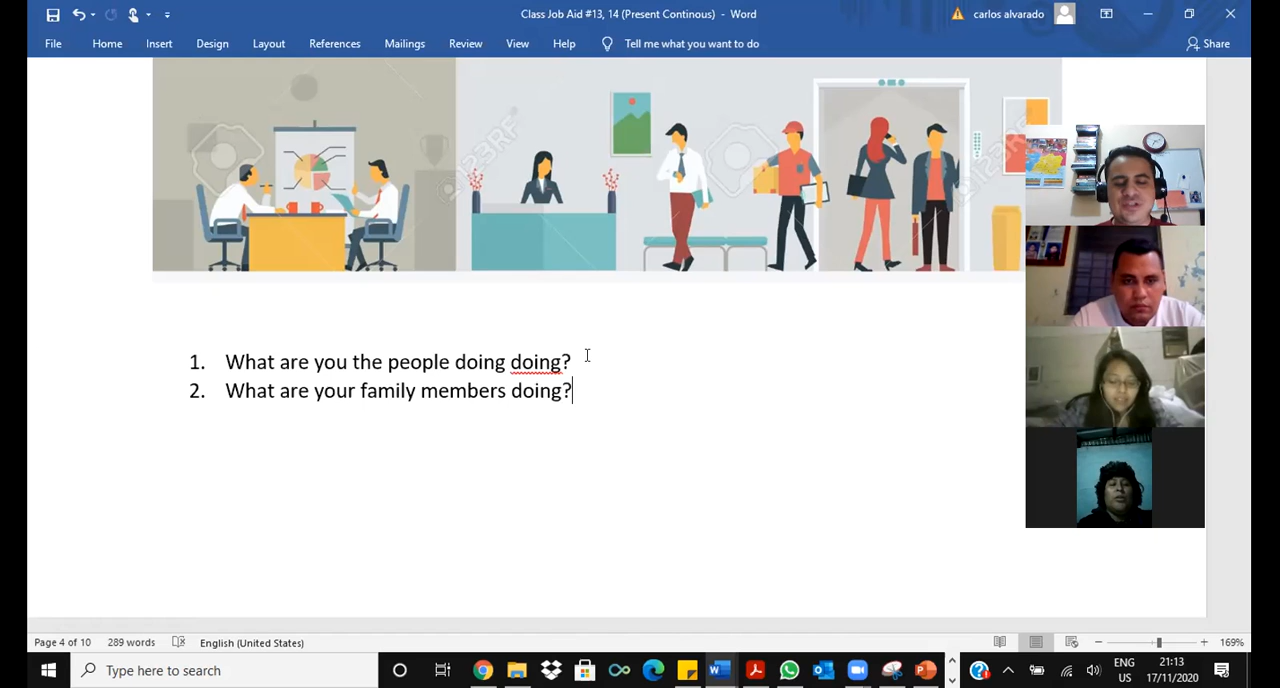 Class Job Aid #13, 14 (Present Continous) - Word
carlos alvarado
File Home Insert Design Layout References Mailings Review View Help Tell me what you want to do Share
123RF
123RF
1. What are you the people doing doing?
2. What are your family members doing?
Page 4 of 10 289 words English (United States) 169%
Type here to search
ENG 21:13
US 17/11/2020